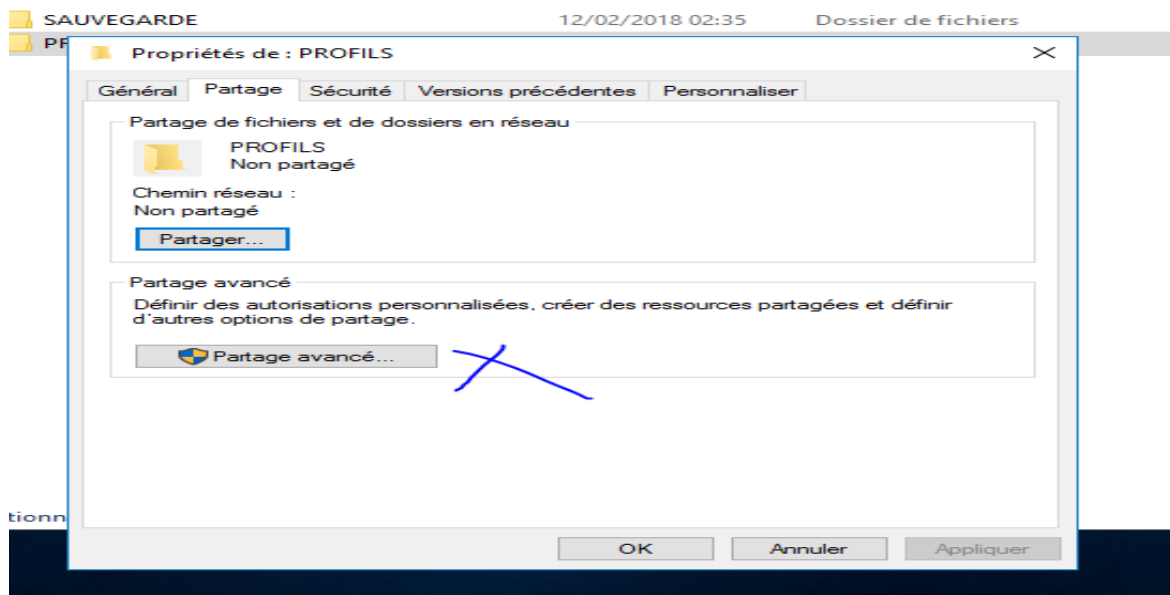 SAUVEGARDE 12/02/2018 02:35 Dossier de fichiers
Propriétés de : PROFILS
Général Partage Sécurité Versions précédentes Personnaliser
Partage de fichiers et de dossiers en réseau
PROFILS
Non partagé
Chemin réseau :
Non partagé
Partager...
Partage avancé
Définir des autorisations personnalisées, créer des ressources partagées et définir
d'autres options de partage.
Partage avancé...
OK Annuler Appliquer